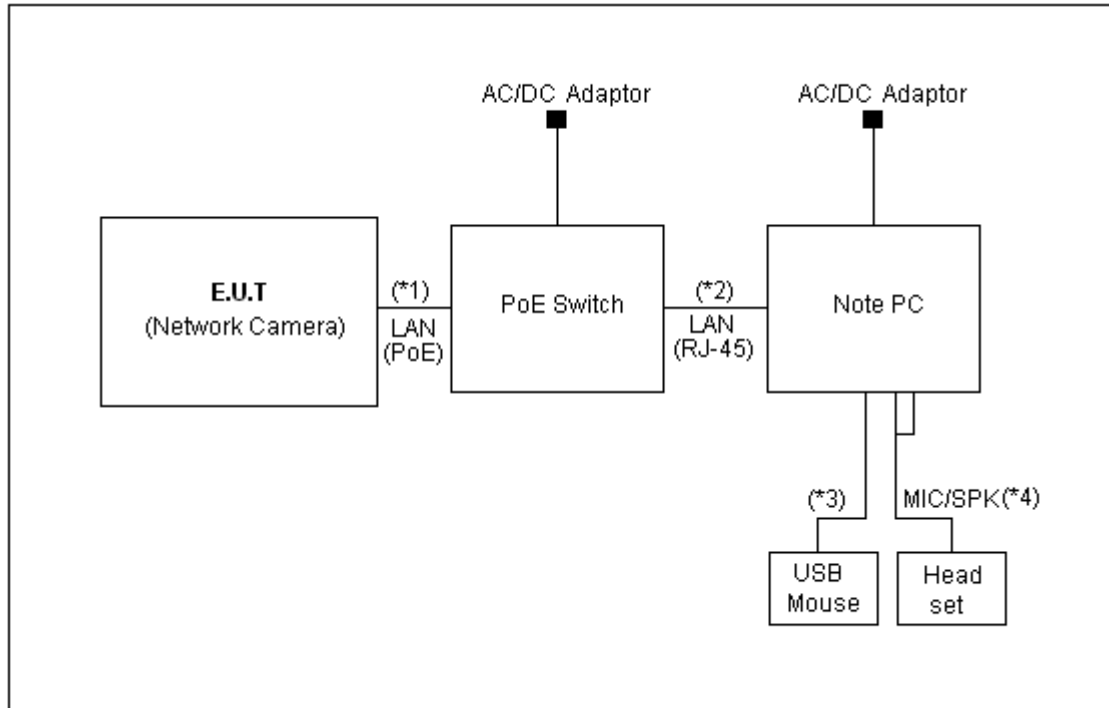 AC/DC Adaptor
AC/DC Adaptor
E.U.T
(Network Camera)
(*1)
LAN
(PoE)
PoE Switch
(*2)
LAN
(RJ-45)
Note PC
(*3)
MIC/SPK(*4)
USB
Mouse
Head
set